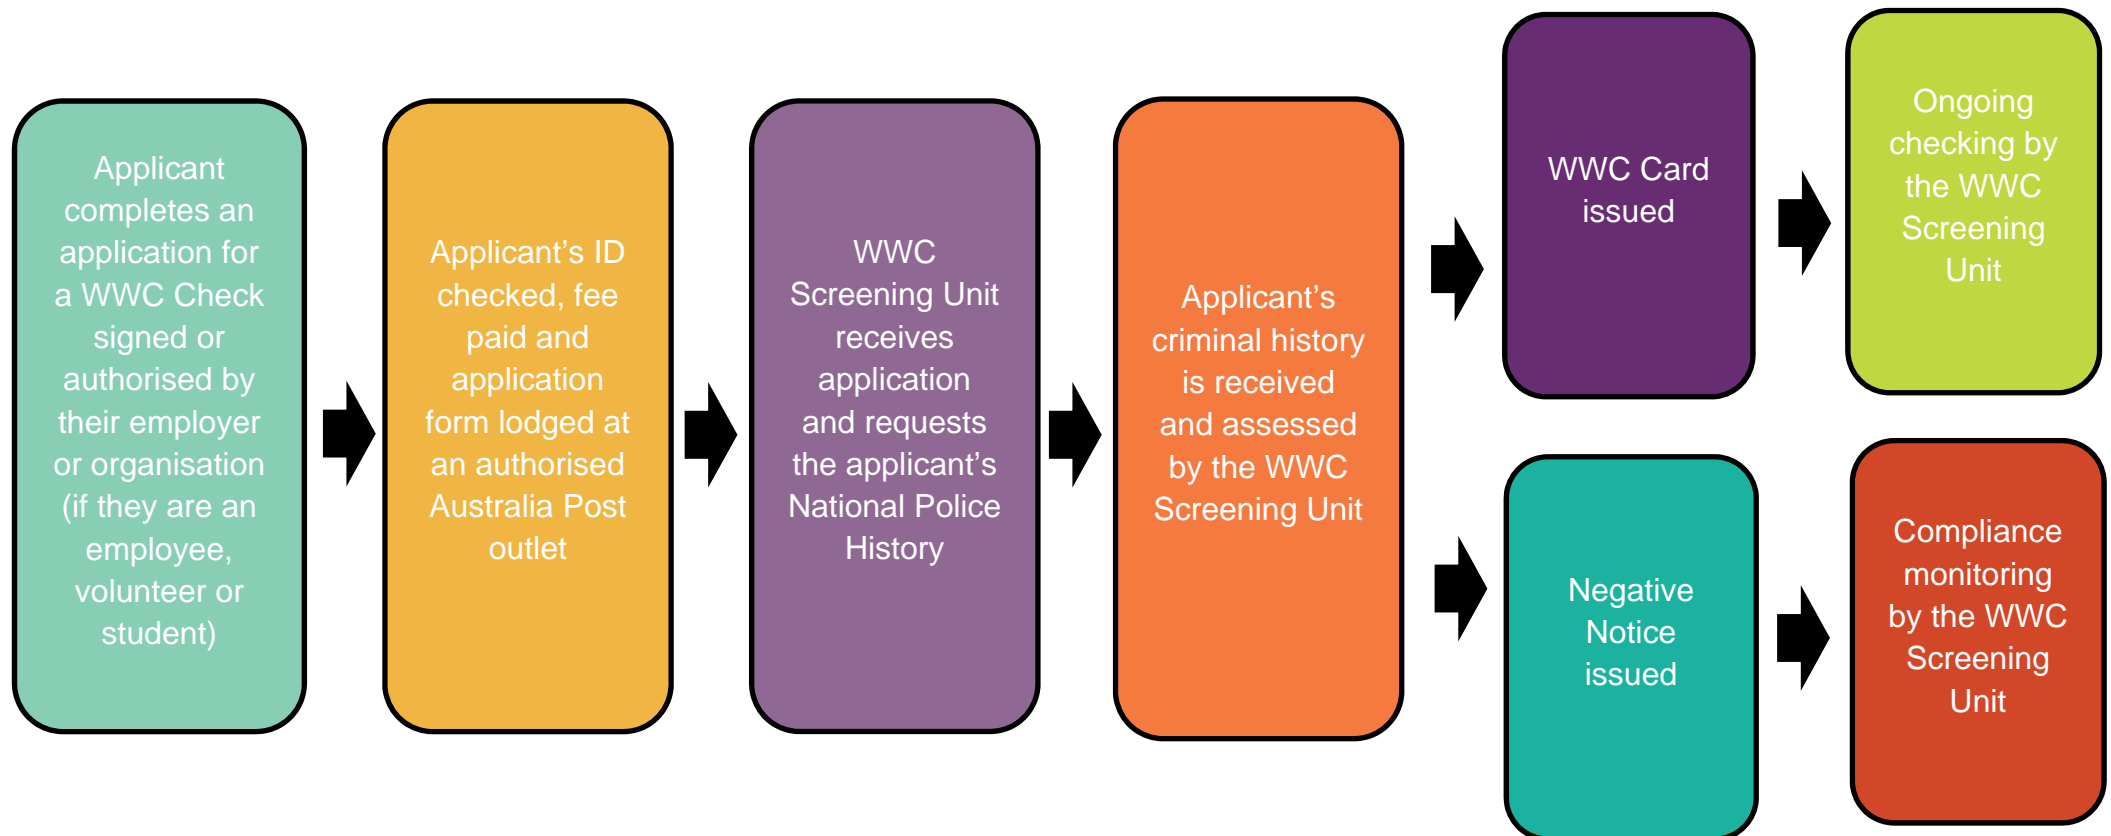 Applicant
completes an
application for
a WWC Check
signed or
authorised by
their employer
or organisation
(if they are an
employee,
volunteer or
student)
Applicant’s ID
checked, fee
paid and
application
form lodged at
an authorised
Australia Post
outlet
WWC
Screening Unit
receives
application
and requests
the applicant’s
National Police
History
Applicant’s
criminal history
is received
and assessed
by the WWC
Screening Unit
WWC Card
issued
Ongoing
checking by
the WWC
Screening
Unit
Negative
Notice
issued
Compliance
monitoring
by the WWC
Screening
Unit